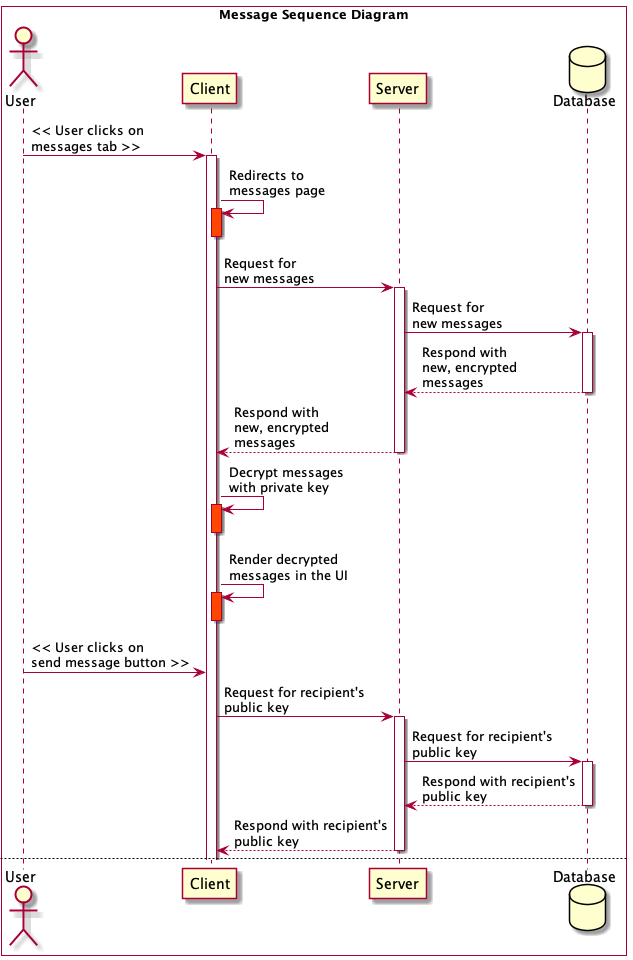 Message Sequence Diagram
User
Client
Server
Database
<< User clicks on
messages tab >>
Redirects to
messages page
Request for
new messages
Request for
new messages
Respond with
new, encrypted
messages
Respond with
new, encrypted
messages
Decrypt messages
with private key
Render decrypted
messages in the UI
<< User clicks on
send message button >>
Request for recipient's
public key
Request for recipient's
public key
Respond with recipient's
public key
Respond with recipient's
public key
User
Client
Server
Database